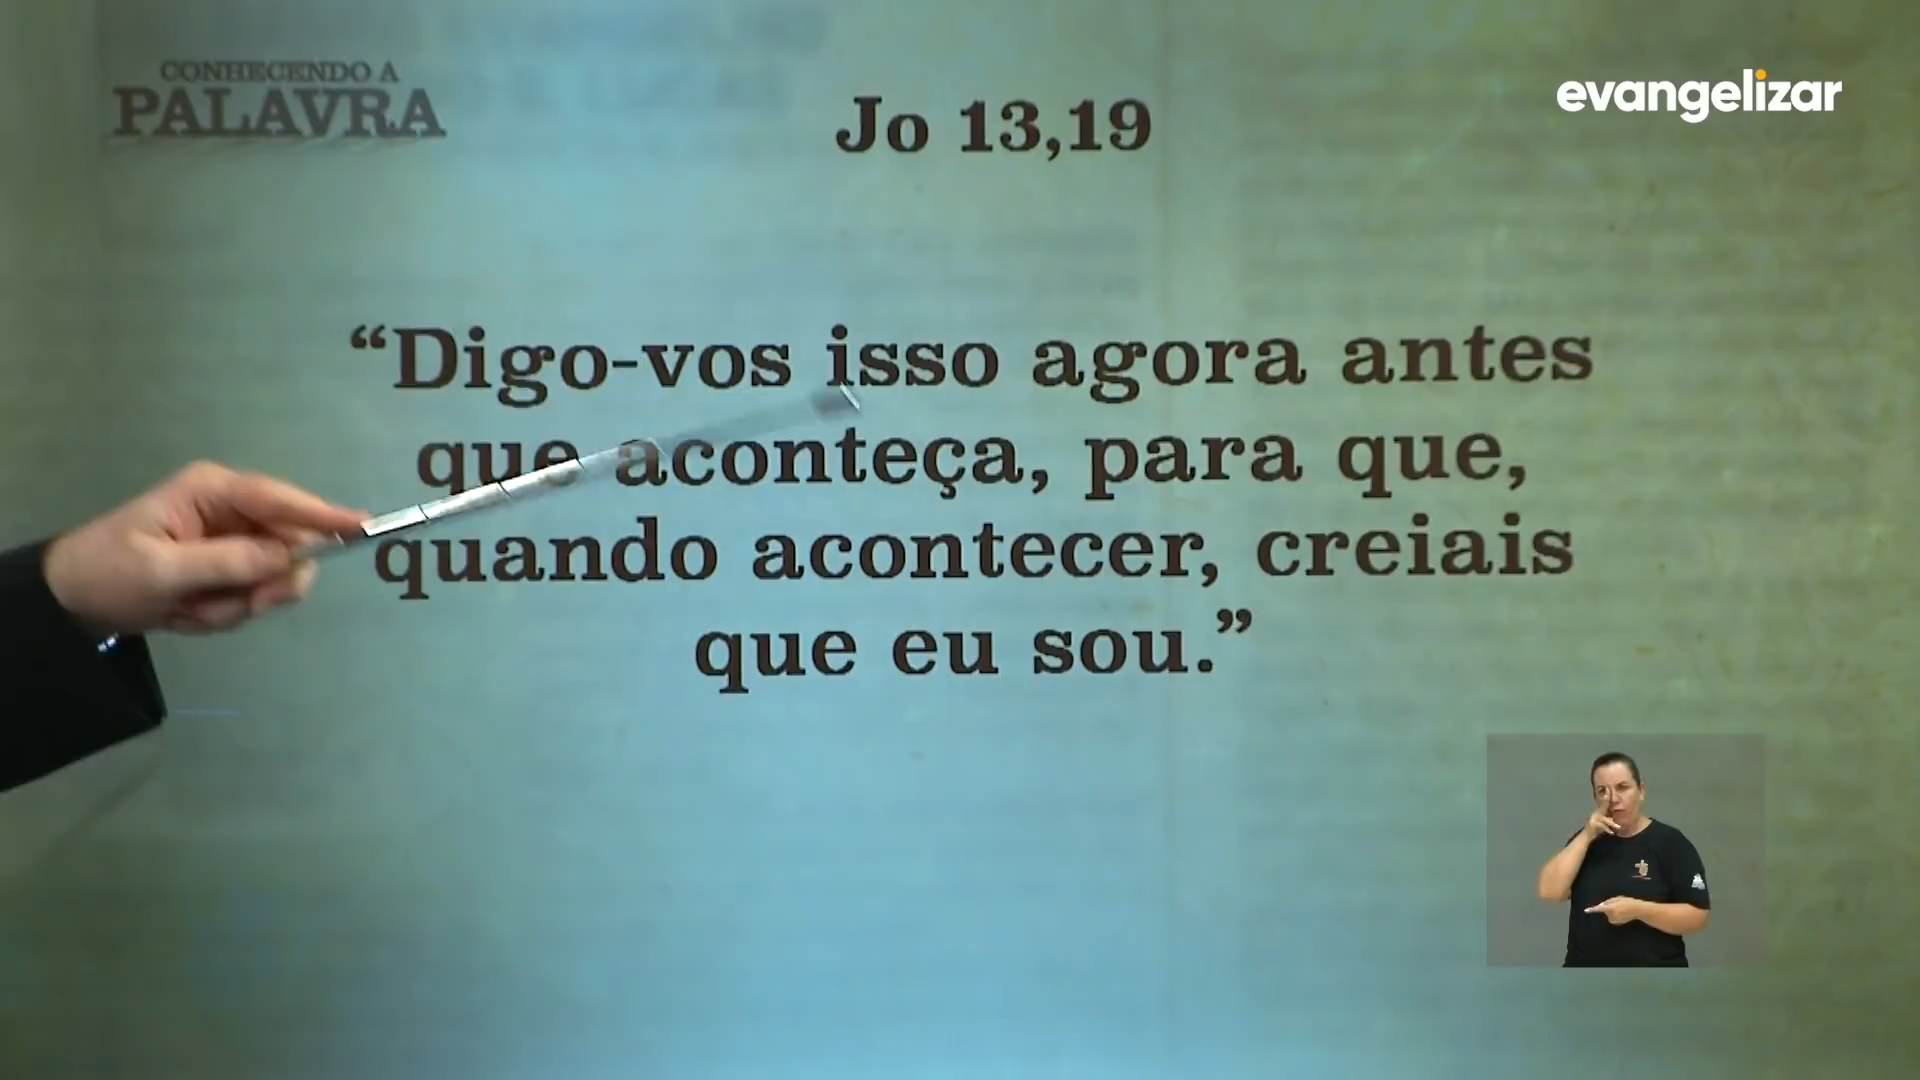 CONHECENDO A
PALAVRA
Jo 13,19
evangelizar
“Digo-vos isso agora antes
que aconteça, para que,
quando acontecer, creiais
que eu sou.”